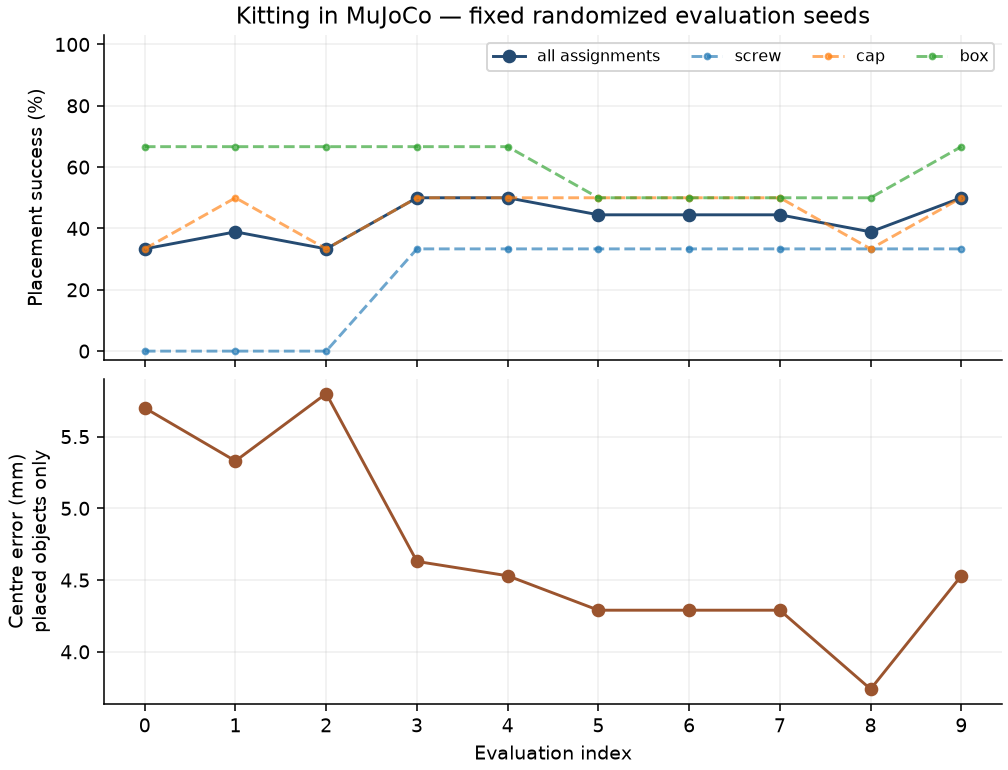 Kitting in MuJoCo — fixed randomized evaluation seeds
all assignments screw cap box
Placement success (%)
100
80
60
40
20
0
Centre error (mm)
placed objects only
5.5
5.0
4.5
4.0
0 1 2 3 4 5 6 7 8 9
Evaluation index